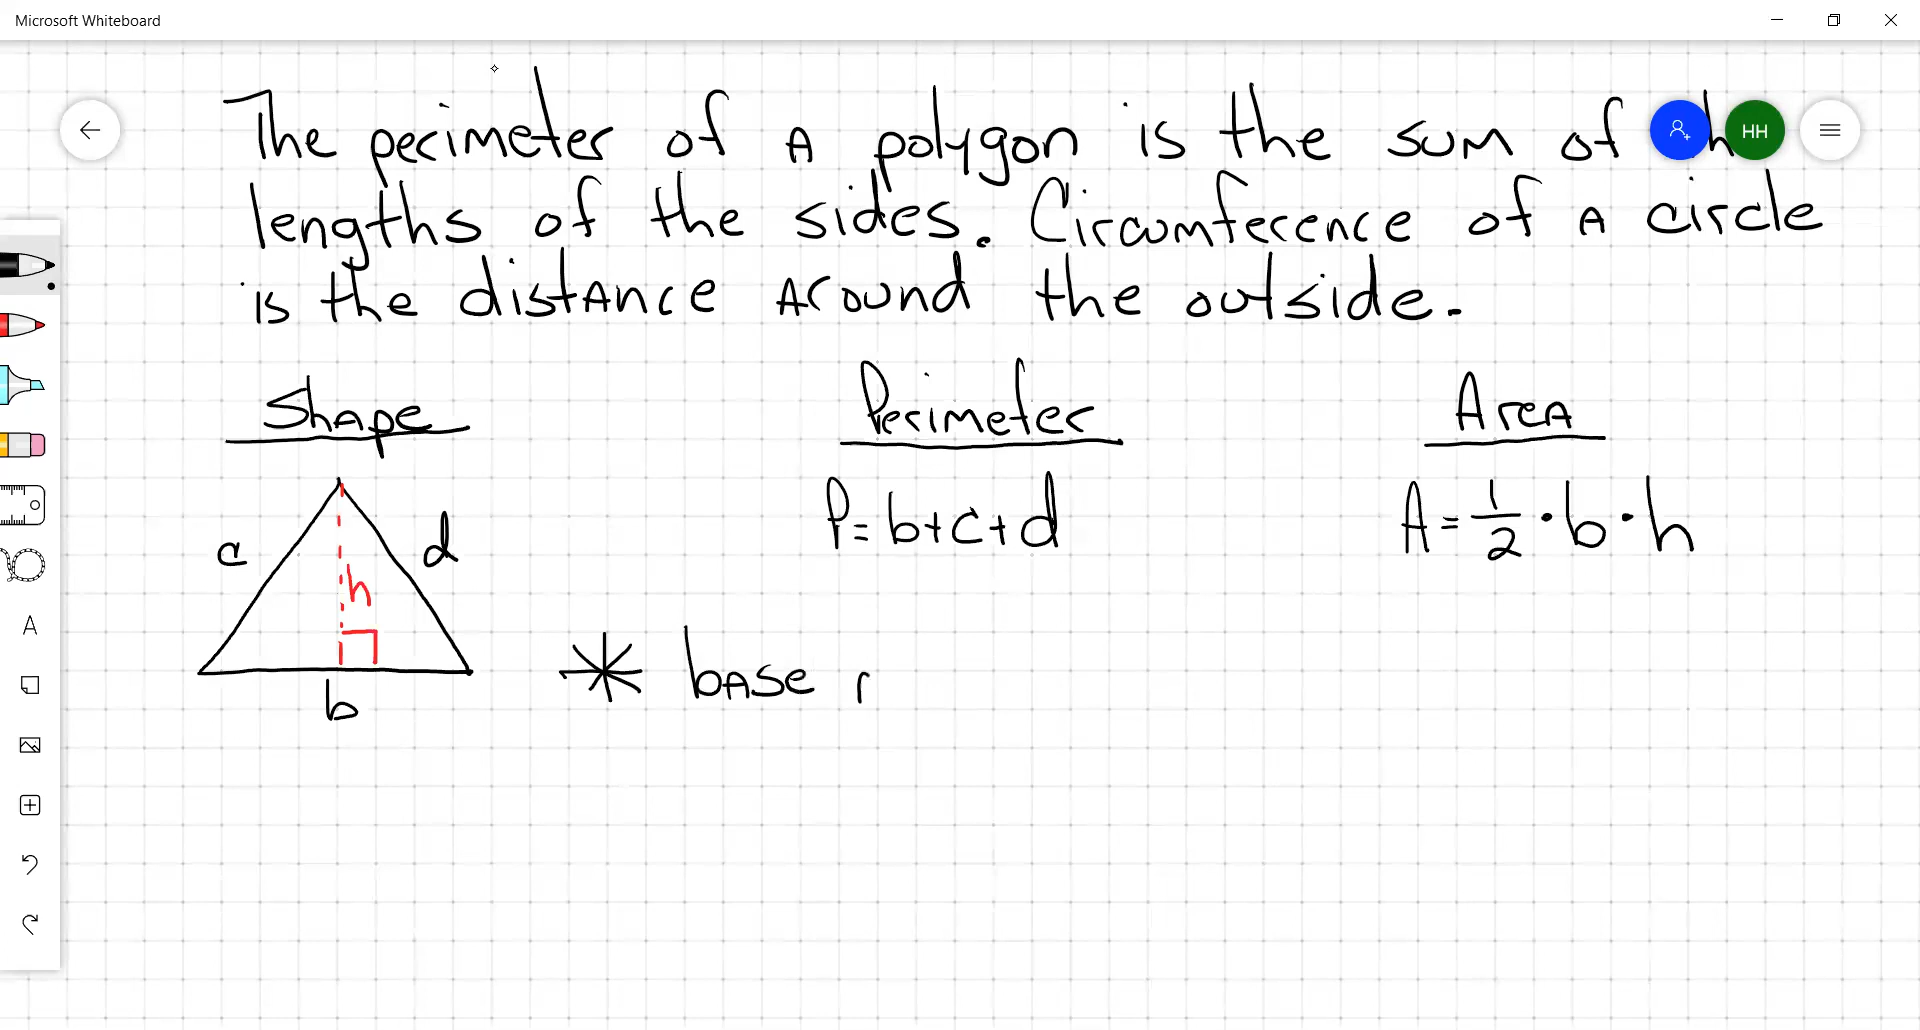 Microsoft Whiteboard
The perimeter of A polygon is the sum of
HH
lengths of the sides. Circumference of A circle
is the distance around the outside.
Shape Perimeter Area
P = b + c + d A = 1/2 · b · h
c d
h
* base
b
A